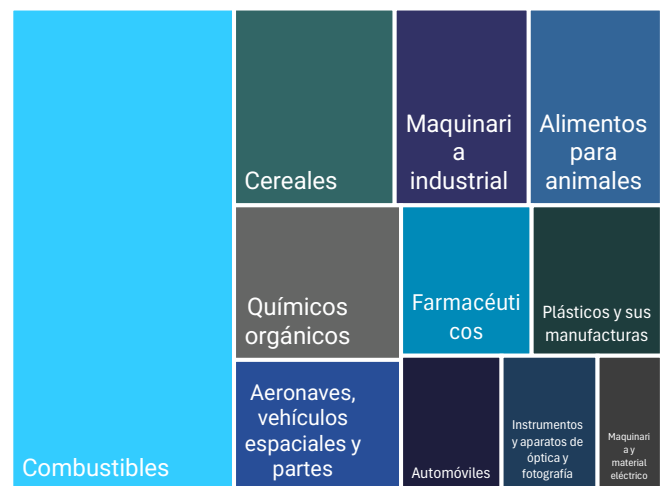 Combustibles
Cereales
Maquinari
a
industrial
Alimentos
para
animales
Químicos
orgánicos
Farmacéuti
cos
Plásticos y sus
manufacturas
Aeronaves,
vehículos
espaciales y
partes
Automóviles
Instrumentos
y aparatos de
óptica y
fotografía
Maquinari
a y
material
eléctrico